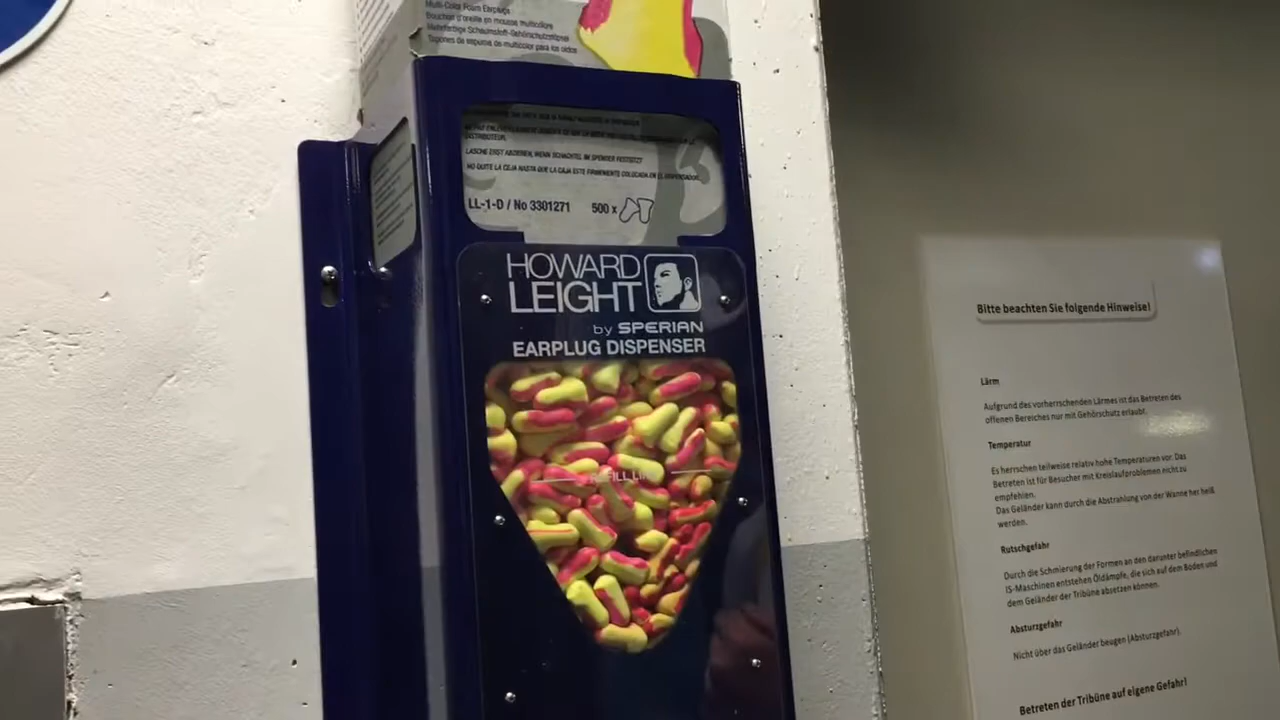 Multi-Color Foam Earplugs
Bouchon d'oreille en mousse multicolore
Mehrfarbige Schaumstoff-Gehörschutzstöpsel
Tapones de espuma de multicolor para los oídos
DISTRIBUTEUR.
LASCHE ERST ABZIEHEN, WENN SCHACHTEL IM SPENDER FESTSITZT
NO QUITE LA CEJA HASTA QUE LA CAJA ESTE FIRMEMENTE COLOCADA EN EL DISPENSADOR.
LL-1-D / No 3301271 500 x
HOWARD
LEIGHT
by SPERIAN
EARPLUG DISPENSER
REFILL LINE
Bitte beachten Sie folgende Hinweise!
Lärm
Aufgrund des vorherrschenden Lärmes ist das Betreten des
offenen Bereiches nur mit Gehörschutz erlaubt.
Temperatur
Es herrschen teilweise relativ hohe Temperaturen vor. Das
Betreten ist für Besucher mit Kreislaufproblemen nicht zu
empfehlen.
Das Geländer kann durch die Abstrahlung von der Wanne her heiß
werden.
Rutschgefahr
Durch die Schmierung der Formen an den darunter befindlichen
IS-Maschinen entstehen Öldämpfe, die sich auf dem Boden und
dem Geländer der Tribüne absetzen können.
Absturzgefahr
Nicht über das Geländer beugen (Absturzgefahr).
Betreten der Tribüne auf eigene Gefahr!